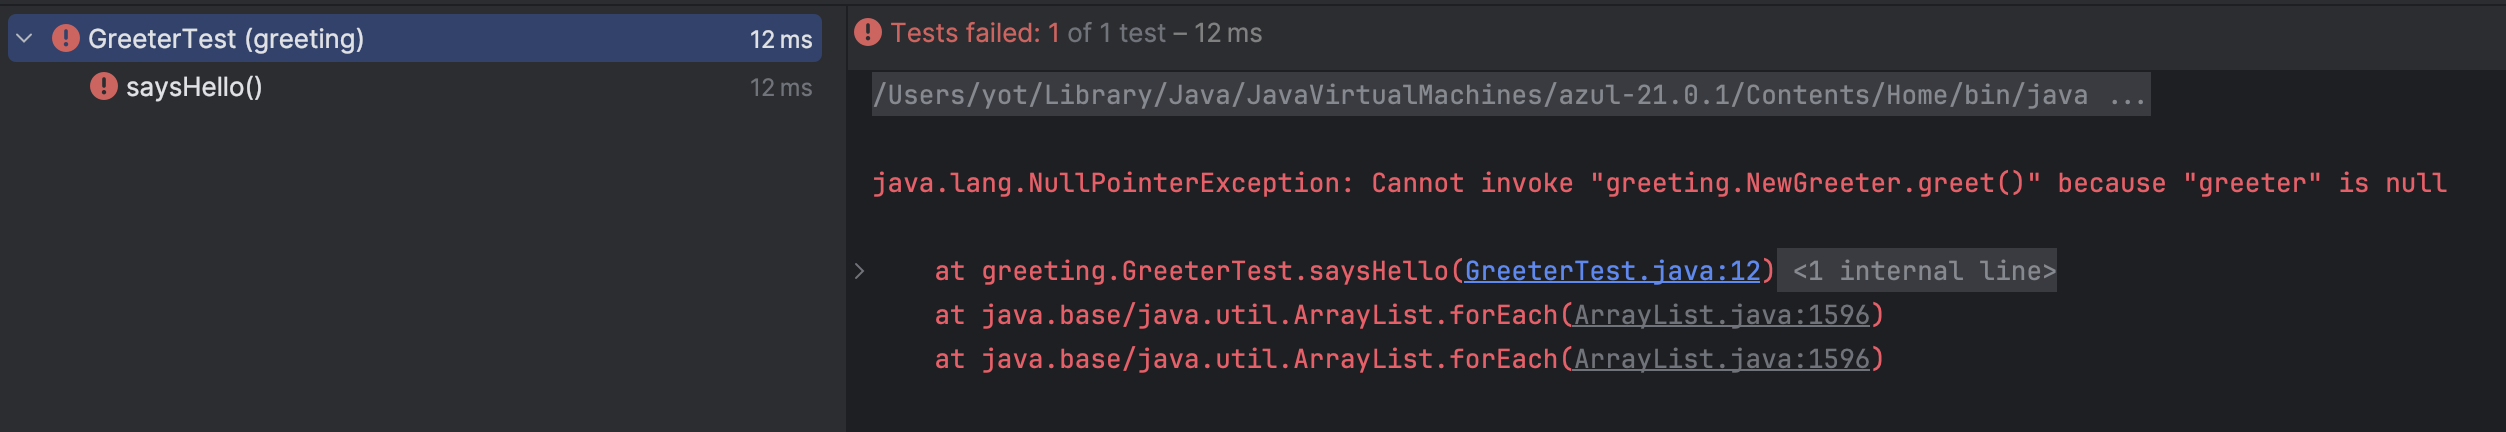 GreeterTest (greeting) 12 ms
saysHello() 12 ms
Tests failed: 1 of 1 test – 12 ms
/Users/yot/Library/Java/JavaVirtualMachines/azul-21.0.1/Contents/Home/bin/java ...
java.lang.NullPointerException: Cannot invoke "greeting.NewGreeter.greet()" because "greeter" is null
at greeting.GreeterTest.saysHello(GreeterTest.java:12) <1 internal line>
at java.base/java.util.ArrayList.forEach(ArrayList.java:1596)
at java.base/java.util.ArrayList.forEach(ArrayList.java:1596)